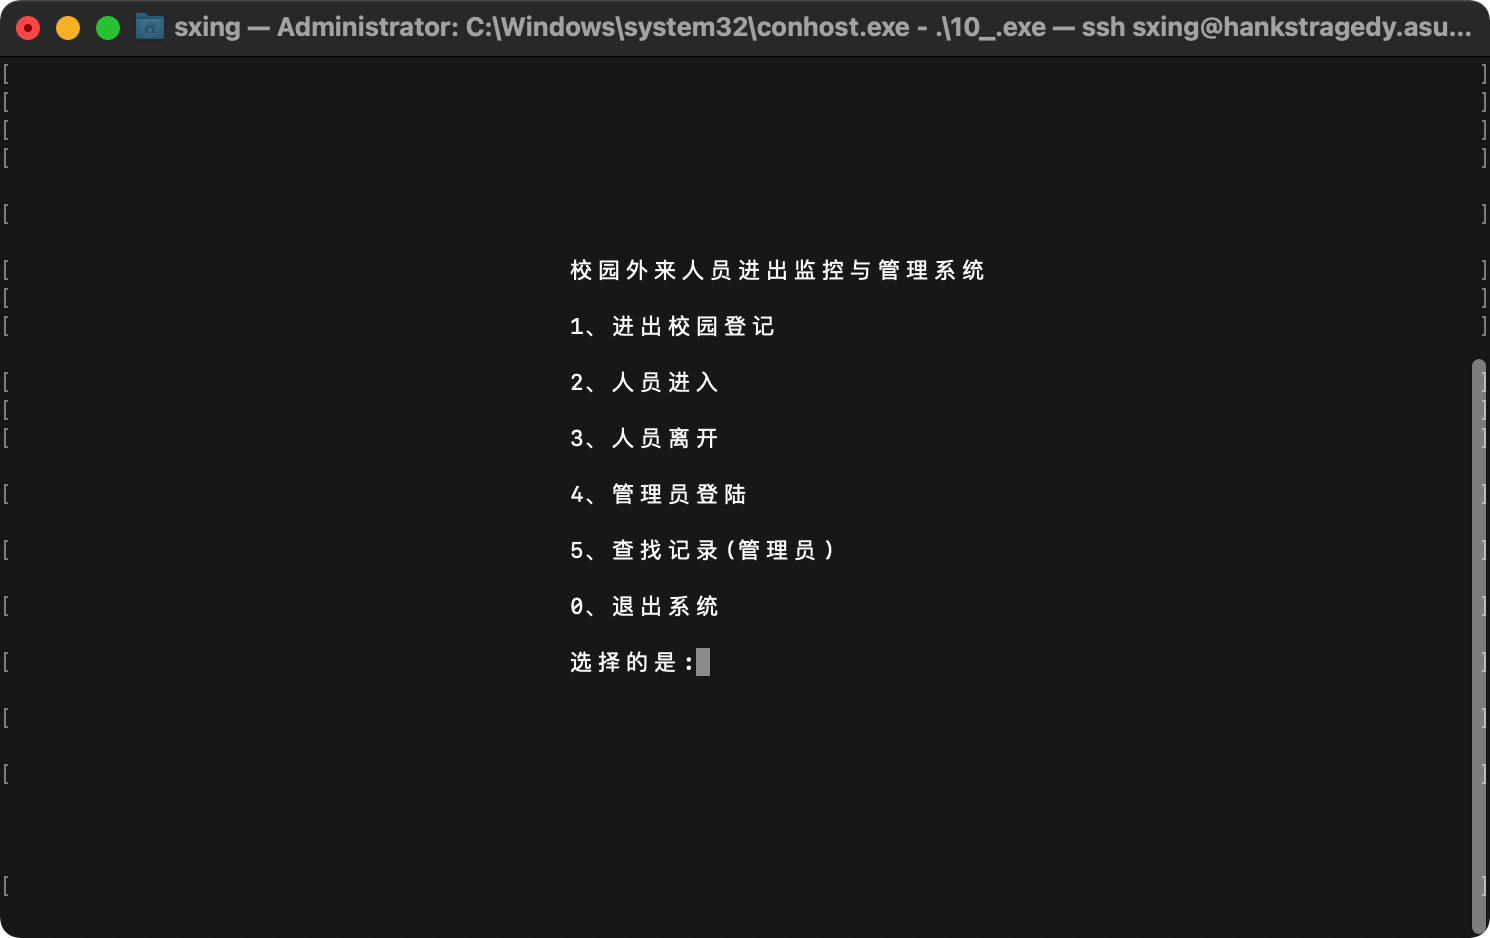 sxing — Administrator: C:\Windows\system32\conhost.exe - .\10_.exe — ssh sxing@hankstragedy.asu...
校园外来人员进出监控与管理系统
1、进出校园登记
2、人员进入
3、人员离开
4、管理员登陆
5、查找记录(管理员)
0、退出系统
选择的是: